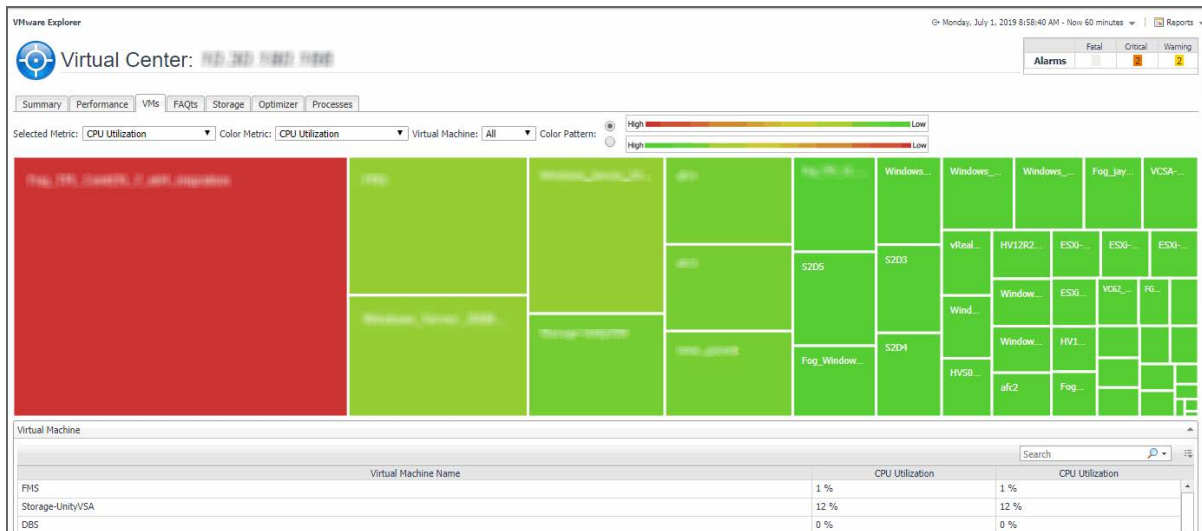 VMware Explorer
Monday, July 1, 2019 8:58:40 AM - Now 60 minutes
Reports
Virtual Center:
Fatal Critical Warning
Alarms 2 2
Summary Performance VMs FAQts Storage Optimizer Processes
Selected Metric: CPU Utilization Color Metric: CPU Utilization Virtual Machine: All Color Pattern:
High Low
High Low
Windows... Windows_... Windows_... Fog_jay... VCSA-...
vReal... HV12R2... ESXi-... ESXi-... ESXi-...
S2D5 S2D3
Window... ESXi... VC62_... FG...
Wind...
Window... HV1...
Fog_Window... S2D4
HVS0...
afc2 Fog...
Virtual Machine
Search
Virtual Machine Name CPU Utilization CPU Utilization
FMS 1 % 1 %
Storage-UnityVSA 12 % 12 %
DBS 0 % 0 %